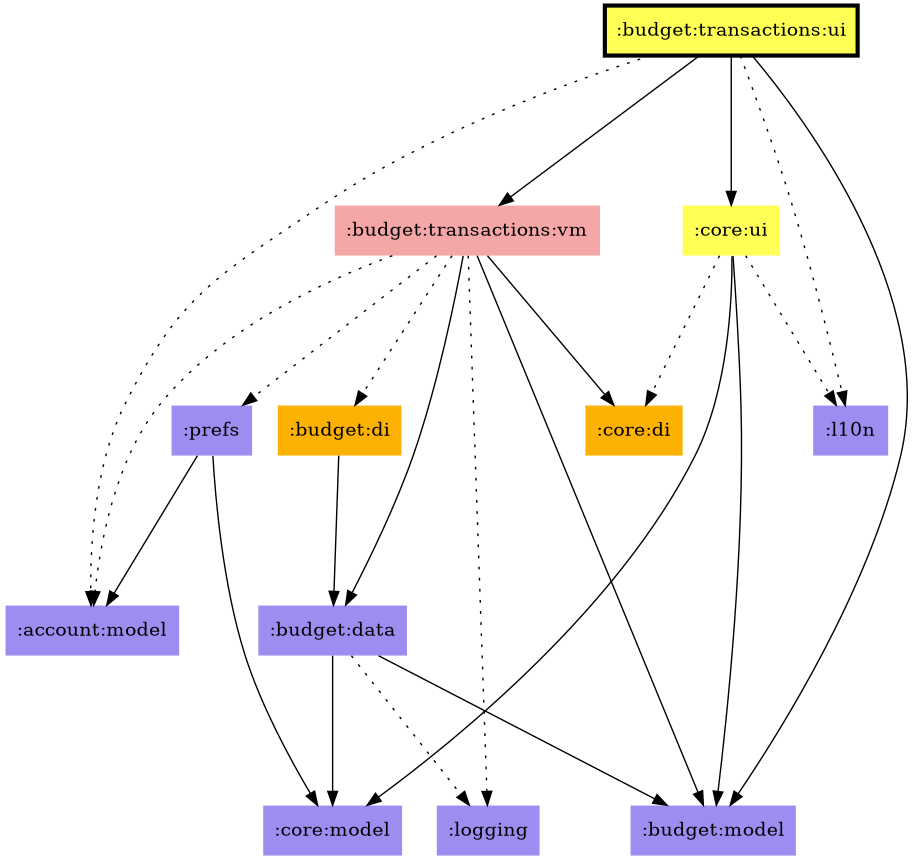 :budget:transactions:ui
:budget:transactions:vm
:core:ui
:prefs
:budget:di
:core:di
:l10n
:account:model
:budget:data
:core:model
:logging
:budget:model